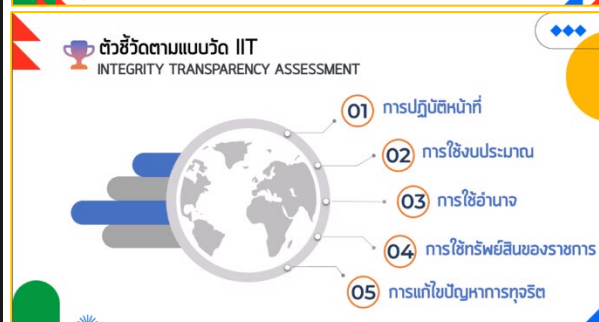 ตัวชี้วัดตามแบบวัด IIT
INTEGRITY TRANSPARENCY ASSESSMENT
01 การปฏิบัติหน้าที่
02 การใช้งบประมาณ
03 การใช้อำนาจ
04 การใช้ทรัพย์สินของราชการ
05 การแก้ไขปัญหาการทุจริต